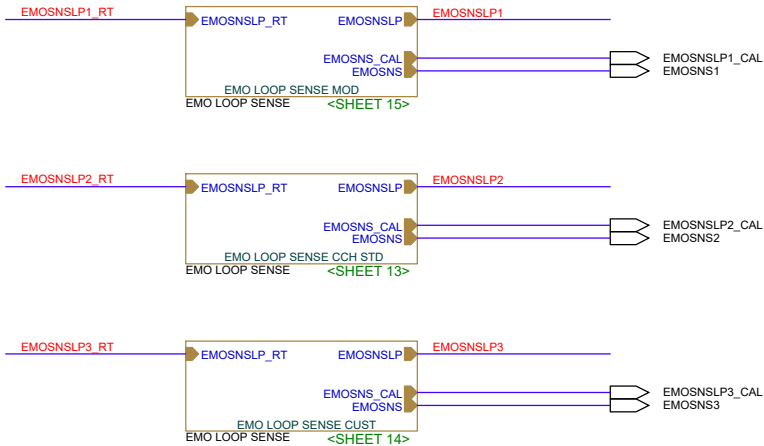 EMOSNSLP1_RT
EMOSNSLP_RT EMOSNSLP EMOSNSLP1
EMOSNS_CAL EMOSNSLP1_CAL
EMOSNS EMOSNS1
EMO LOOP SENSE MOD
EMO LOOP SENSE <SHEET 15>
EMOSNSLP2_RT
EMOSNSLP_RT EMOSNSLP EMOSNSLP2
EMOSNS_CAL EMOSNSLP2_CAL
EMOSNS EMOSNS2
EMO LOOP SENSE CCH STD
EMO LOOP SENSE <SHEET 13>
EMOSNSLP3_RT
EMOSNSLP_RT EMOSNSLP EMOSNSLP3
EMOSNS_CAL EMOSNSLP3_CAL
EMOSNS EMOSNS3
EMO LOOP SENSE CUST
EMO LOOP SENSE <SHEET 14>